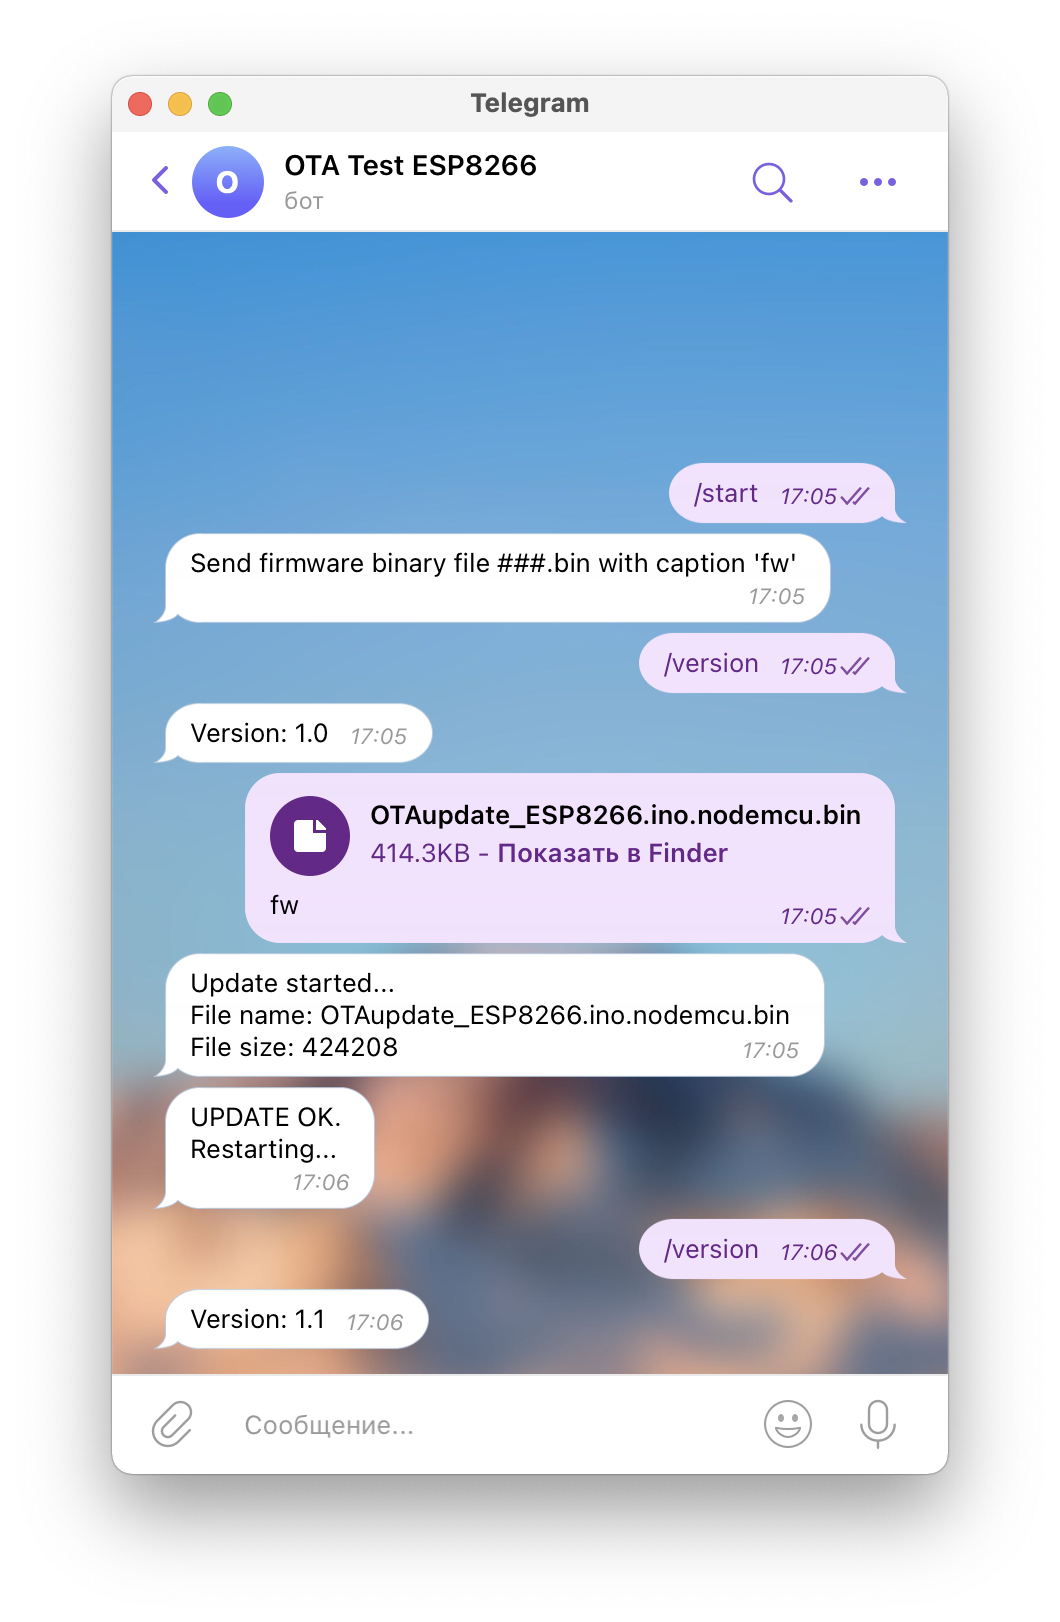 Telegram
O
OTA Test ESP8266
бот
/start 17:05
Send firmware binary file ###.bin with caption 'fw'
17:05
/version 17:05
Version: 1.0 17:05
OTAupdate_ESP8266.ino.nodemcu.bin
414.3KB - Показать в Finder
fw
17:05
Update started...
File name: OTAupdate_ESP8266.ino.nodemcu.bin
File size: 424208 17:05
UPDATE OK.
Restarting...
17:06
/version 17:06
Version: 1.1 17:06
Сообщение...